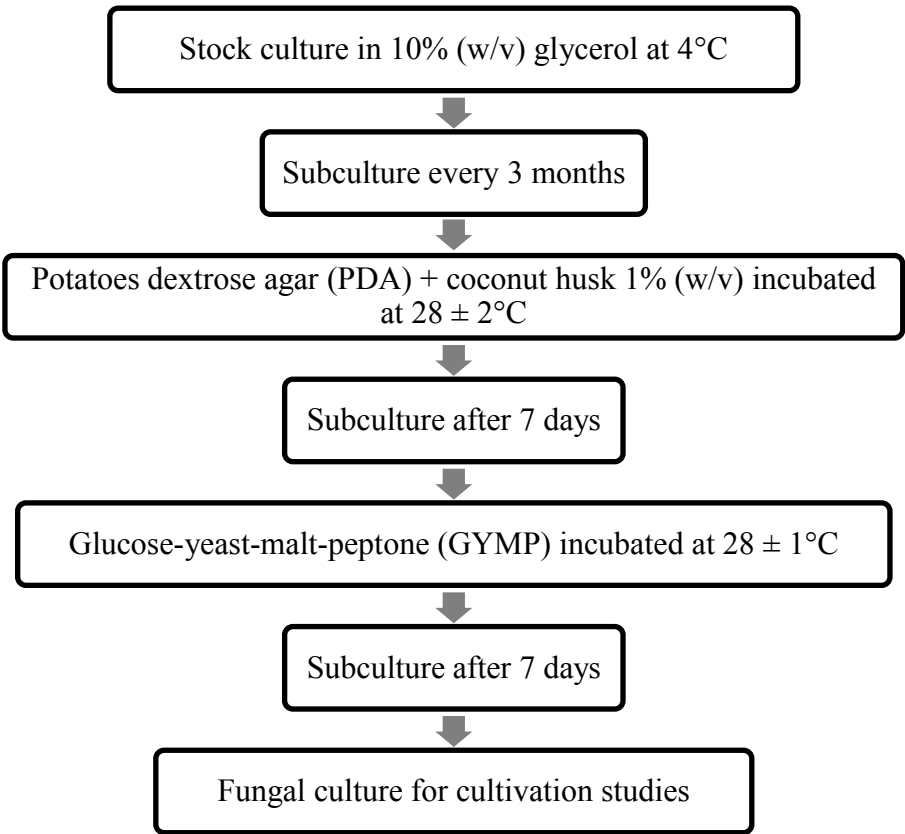 Stock culture in 10% (w/v) glycerol at 4°C
Subculture every 3 months
Potatoes dextrose agar (PDA) + coconut husk 1% (w/v) incubated
at 28 ± 2°C
Subculture after 7 days
Glucose-yeast-malt-peptone (GYMP) incubated at 28 ± 1°C
Subculture after 7 days
Fungal culture for cultivation studies